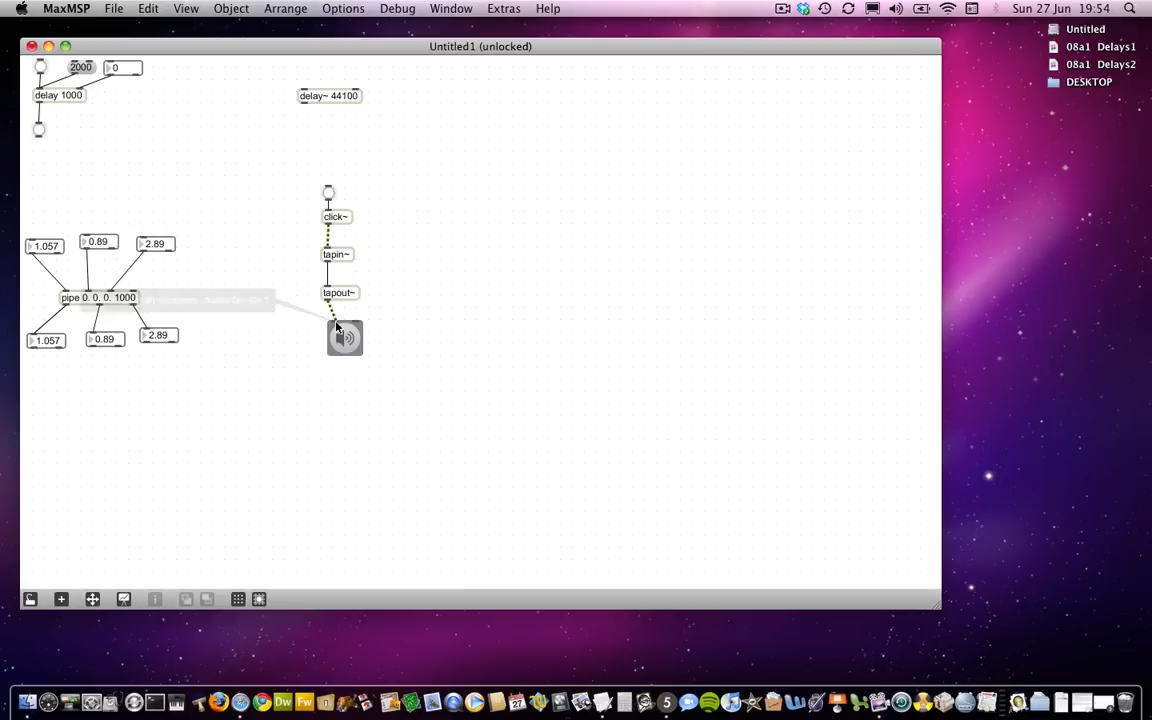 MaxMSP File Edit View Object Arrange Options Debug Window Extras Help
Sun 27 Jun 19:54
Untitled1 (unlocked)
Untitled
08a1 Delays1
08a1 Delays2
DESKTOP
2000
0
delay 1000
delay~ 44100
click~
tapin~
tapout~
1.057
0.89
2.89
pipe 0. 0. 0. 1000
1.057
0.89
2.89
27
5